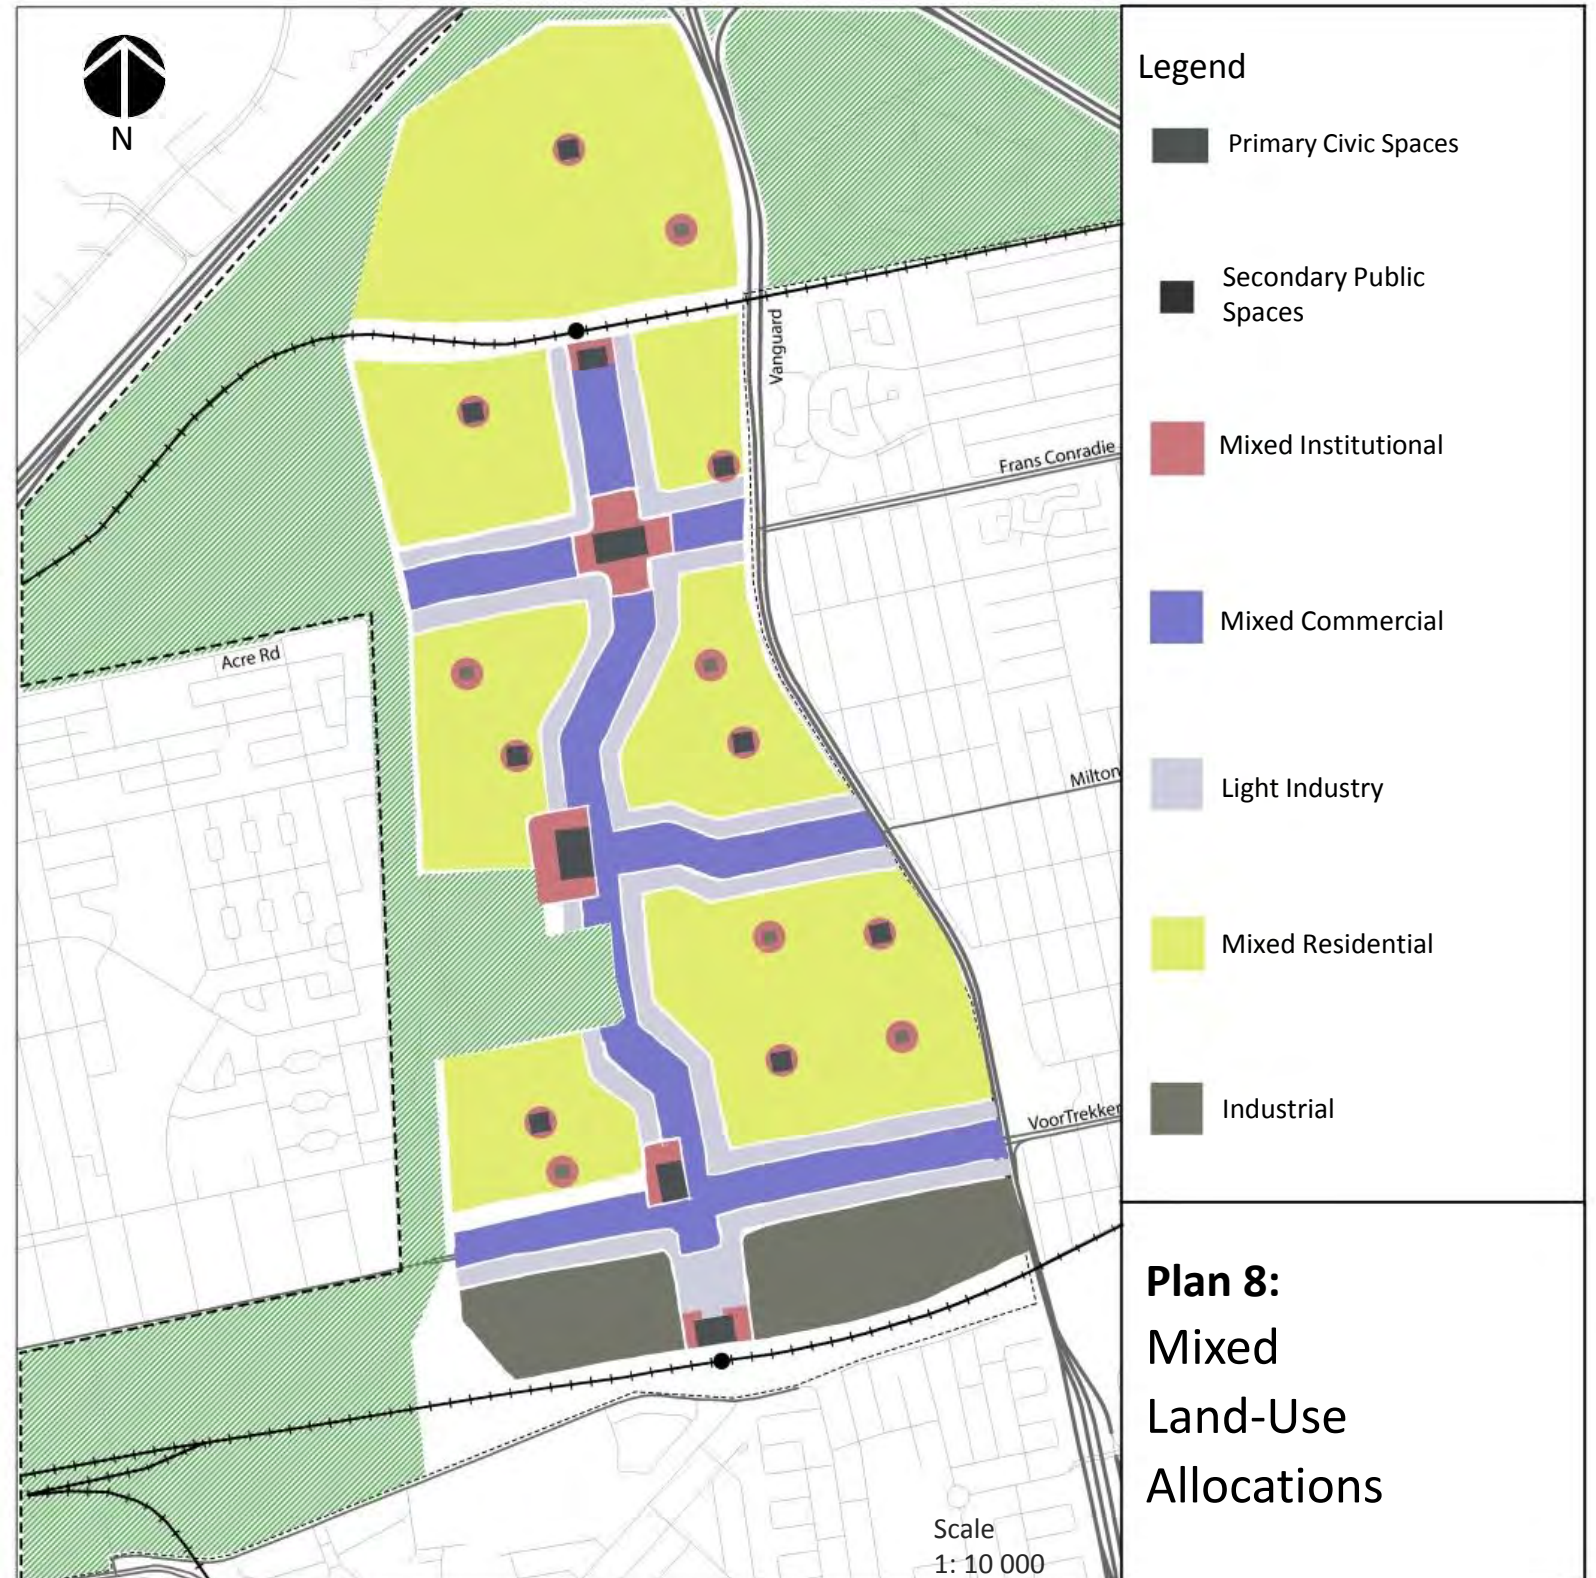 N
Vanguard
Frans Conradie
Acre Rd
Milton
VoorTrekker
Scale
1: 10 000
Legend
Primary Civic Spaces
Secondary Public
Spaces
Mixed Institutional
Mixed Commercial
Light Industry
Mixed Residential
Industrial
Plan 8:
Mixed
Land-Use
Allocations